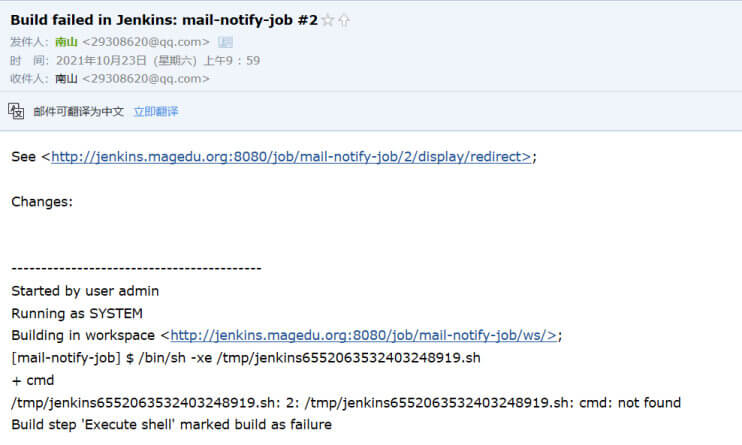 Build failed in Jenkins: mail-notify-job #2
发件人: 南山 <29308620@qq.com>
时 间: 2021年10月23日 (星期六) 上午9 : 59
收件人: 南山 <29308620@qq.com>
邮件可翻译为中文 立即翻译
See <http://jenkins.magedu.org:8080/job/mail-notify-job/2/display/redirect>;
Changes:
------------------------------------------
Started by user admin
Running as SYSTEM
Building in workspace <http://jenkins.magedu.org:8080/job/mail-notify-job/ws/>;
[mail-notify-job] $ /bin/sh -xe /tmp/jenkins6552063532403248919.sh
+ cmd
/tmp/jenkins6552063532403248919.sh: 2: /tmp/jenkins6552063532403248919.sh: cmd: not found
Build step 'Execute shell' marked build as failure